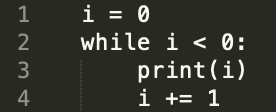 1 i = 0
2 while i < 0:
3     print(i)
4     i += 1